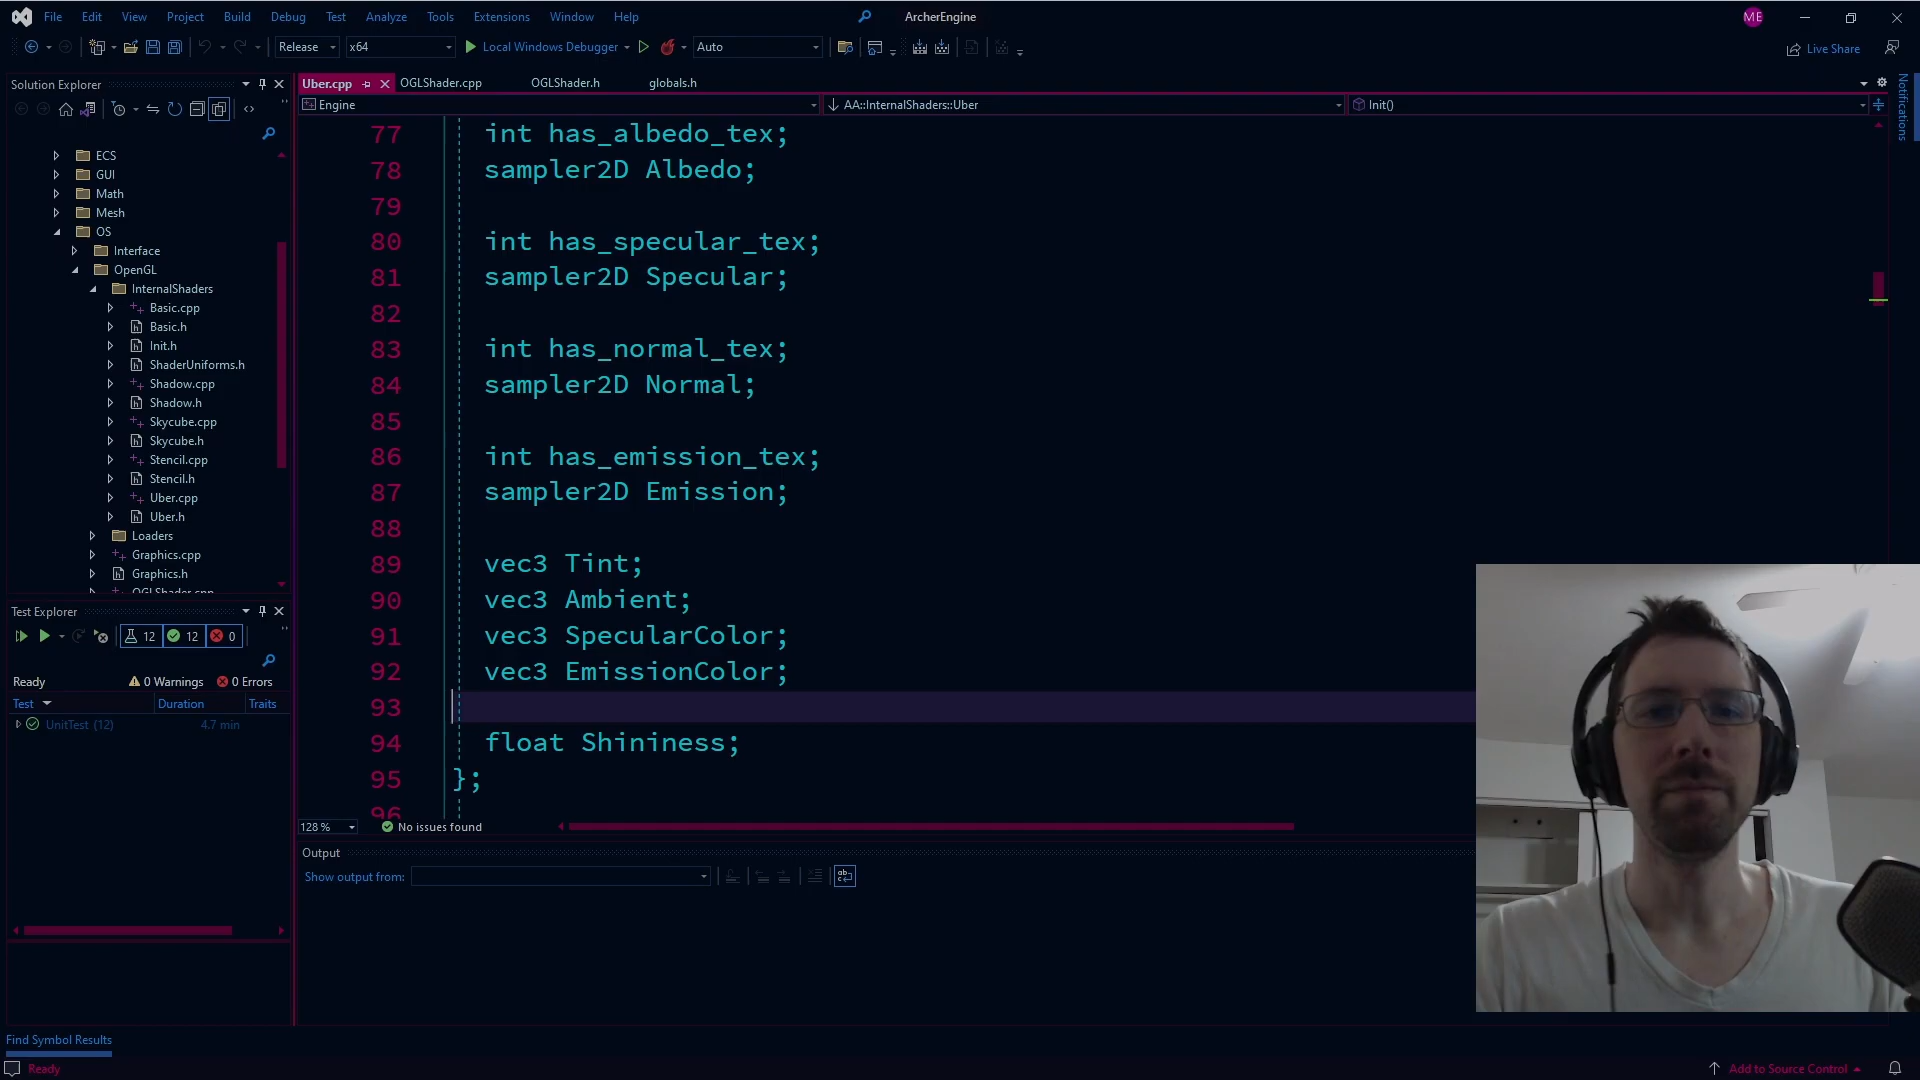 File Edit View Project Build Debug Test Analyze Tools Extensions Window Help ArcherEngine ME
Release x64 Local Windows Debugger Auto Live Share
Solution Explorer
Uber.cpp OGLShader.cpp OGLShader.h globals.h
Engine AA::InternalShaders::Uber Init()
Notifications
ECS
GUI
Math
Mesh
OS
Interface
OpenGL
InternalShaders
Basic.cpp
Basic.h
Init.h
ShaderUniforms.h
Shadow.cpp
Shadow.h
Skycube.cpp
Skycube.h
Stencil.cpp
Stencil.h
Uber.cpp
Uber.h
Loaders
Graphics.cpp
Graphics.h
OGLShader.cpp
77 int has_albedo_tex;
78 sampler2D Albedo;
79
80 int has_specular_tex;
81 sampler2D Specular;
82
83 int has_normal_tex;
84 sampler2D Normal;
85
86 int has_emission_tex;
87 sampler2D Emission;
88
89 vec3 Tint;
90 vec3 Ambient;
91 vec3 SpecularColor;
92 vec3 EmissionColor;
93
94 float Shininess;
95 };
96
128 % No issues found
Test Explorer
12 12 0
Ready 0 Warnings 0 Errors
Test Duration Traits
UnitTest (12) 4.7 min
Output
Show output from:
Find Symbol Results
Ready Add to Source Control